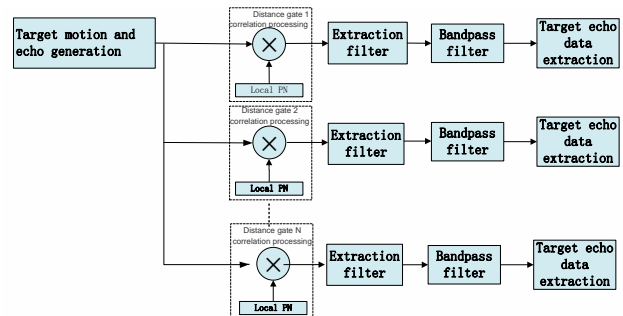 Target motion and
echo generation
Distance gate 1
correlation processing
Local PN
Extraction
filter
Bandpass
filter
Target echo
data
extraction
Distance gate 2
correlation processing
Local PN
Extraction
filter
Bandpass
filter
Target echo
data
extraction
Distance gate N
correlation processing
Local PN
Extraction
filter
Bandpass
filter
Target echo
data
extraction